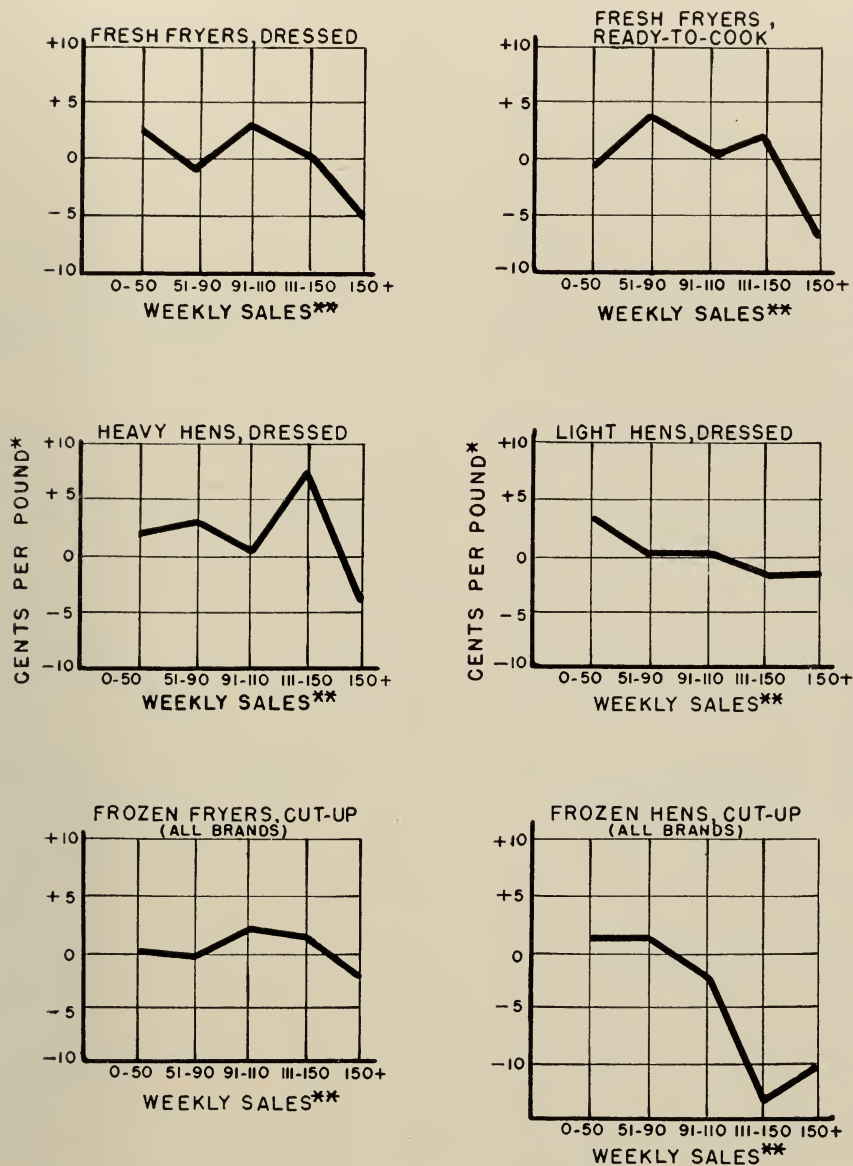 FRESH FRYERS, DRESSED
+10
+5
0
-5
-10
0-50 51-90 91-110 111-150 150+
WEEKLY SALES**
FRESH FRYERS,
READY-TO-COOK
+10
+5
0
-5
-10
0-50 51-90 91-110 111-150 150+
WEEKLY SALES**
HEAVY HENS, DRESSED
CENTS PER POUND*
+10
+5
0
-5
-10
0-50 51-90 91-110 111-150 150+
WEEKLY SALES**
LIGHT HENS, DRESSED
CENTS PER POUND*
+10
+5
0
-5
-10
0-50 51-90 91-110 111-150 150+
WEEKLY SALES**
FROZEN FRYERS, CUT-UP
(ALL BRANDS)
+10
+5
0
-5
-10
0-50 51-90 91-110 111-150 150+
WEEKLY SALES**
FROZEN HENS, CUT-UP
(ALL BRANDS)
+10
+5
0
-5
-10
0-50 51-90 91-110 111-150 150+
WEEKLY SALES**